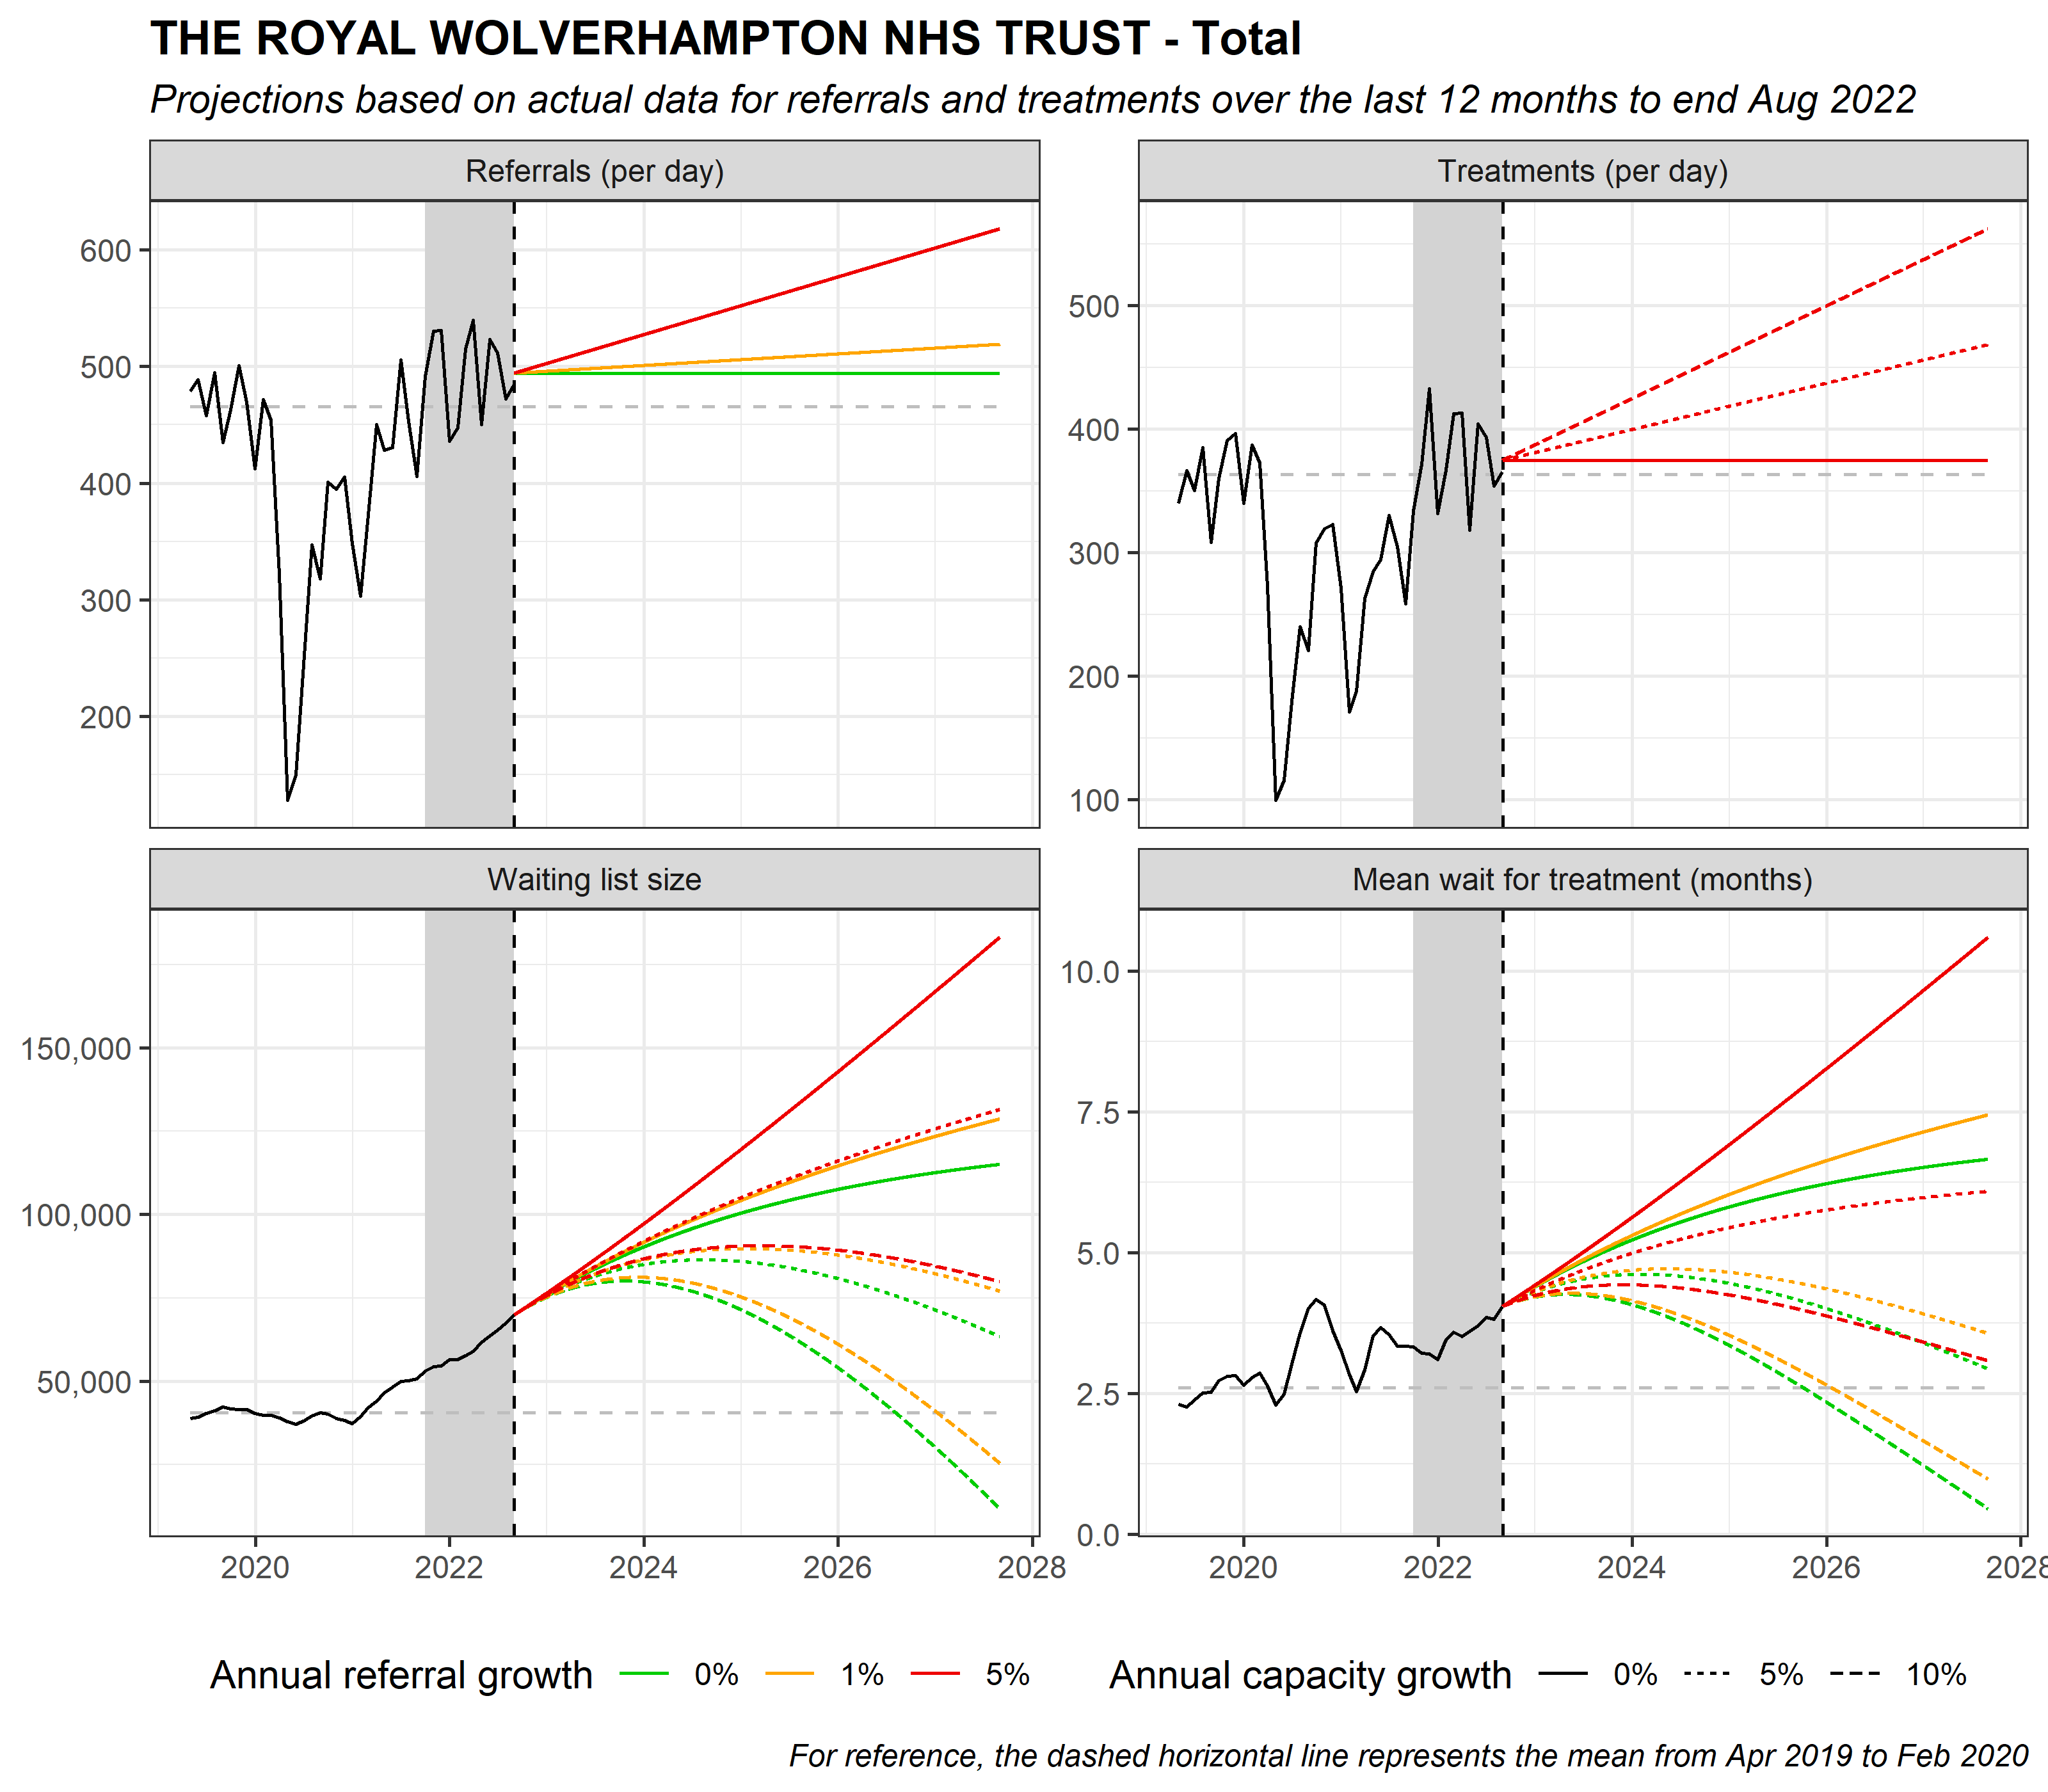 THE ROYAL WOLVERHAMPTON NHS TRUST - Total
Projections based on actual data for referrals and treatments over the last 12 months to end Aug 2022
Referrals (per day)
600
500
400
300
200
Treatments (per day)
500
400
300
200
100
Waiting list size
150,000
100,000
50,000
2020 2022 2024 2026 2028
Mean wait for treatment (months)
10.0
7.5
5.0
2.5
0.0
2020 2022 2024 2026 2028
Annual referral growth 0% 1% 5%
Annual capacity growth 0% 5% 10%
For reference, the dashed horizontal line represents the mean from Apr 2019 to Feb 2020